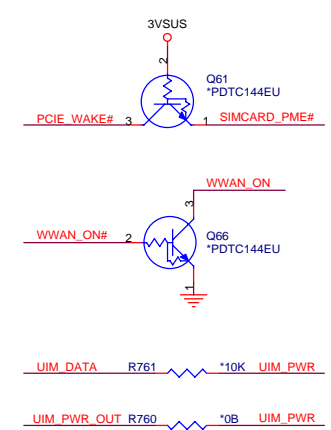 3VSUS
2
Q61
*PDTC144EU
PCIE_WAKE# 3 1 SIMCARD_PME#
WWAN_ON
3
WWAN_ON# 2
Q66
*PDTC144EU
1
UIM_DATA R761 *10K UIM_PWR
UIM_PWR_OUT R760 *0B UIM_PWR